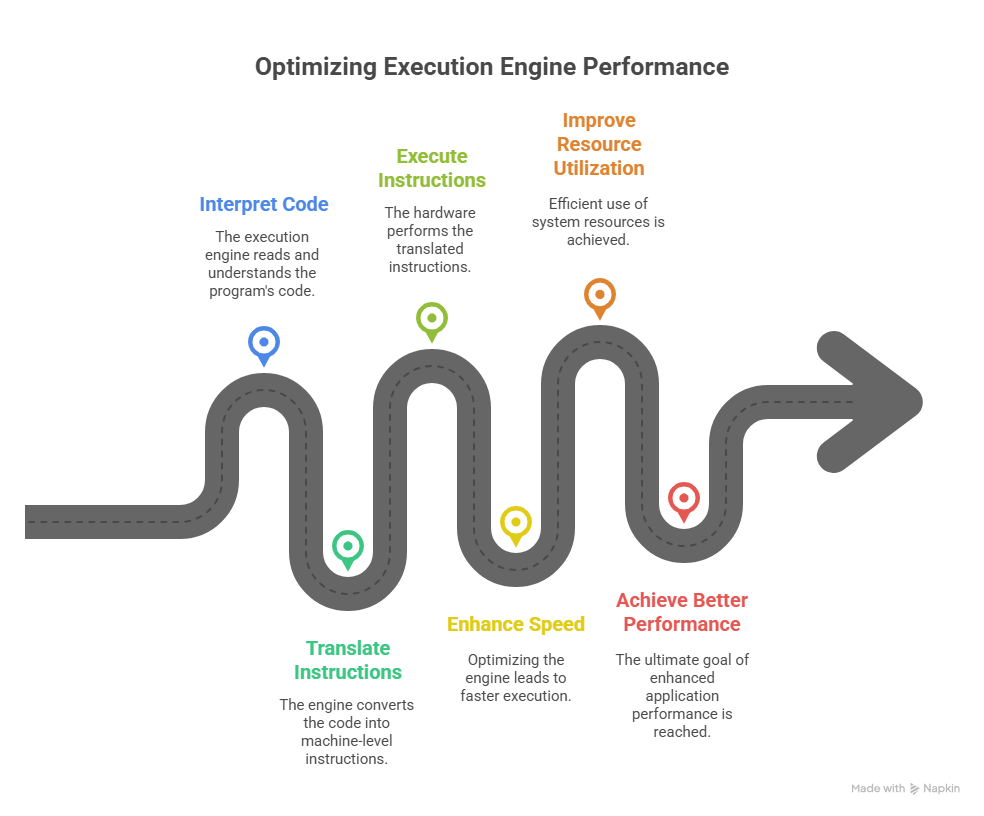 Optimizing Execution Engine Performance
Interpret Code
The execution
engine reads and
understands the
program's code.
Translate
Instructions
The engine converts
the code into
machine-level
instructions.
Execute
Instructions
The hardware
performs the
translated
instructions.
Enhance Speed
Optimizing the
engine leads to
faster execution.
Improve
Resource
Utilization
Efficient use of
system resources is
achieved.
Achieve Better
Performance
The ultimate goal of
enhanced
application
performance is
reached.
Made with Napkin